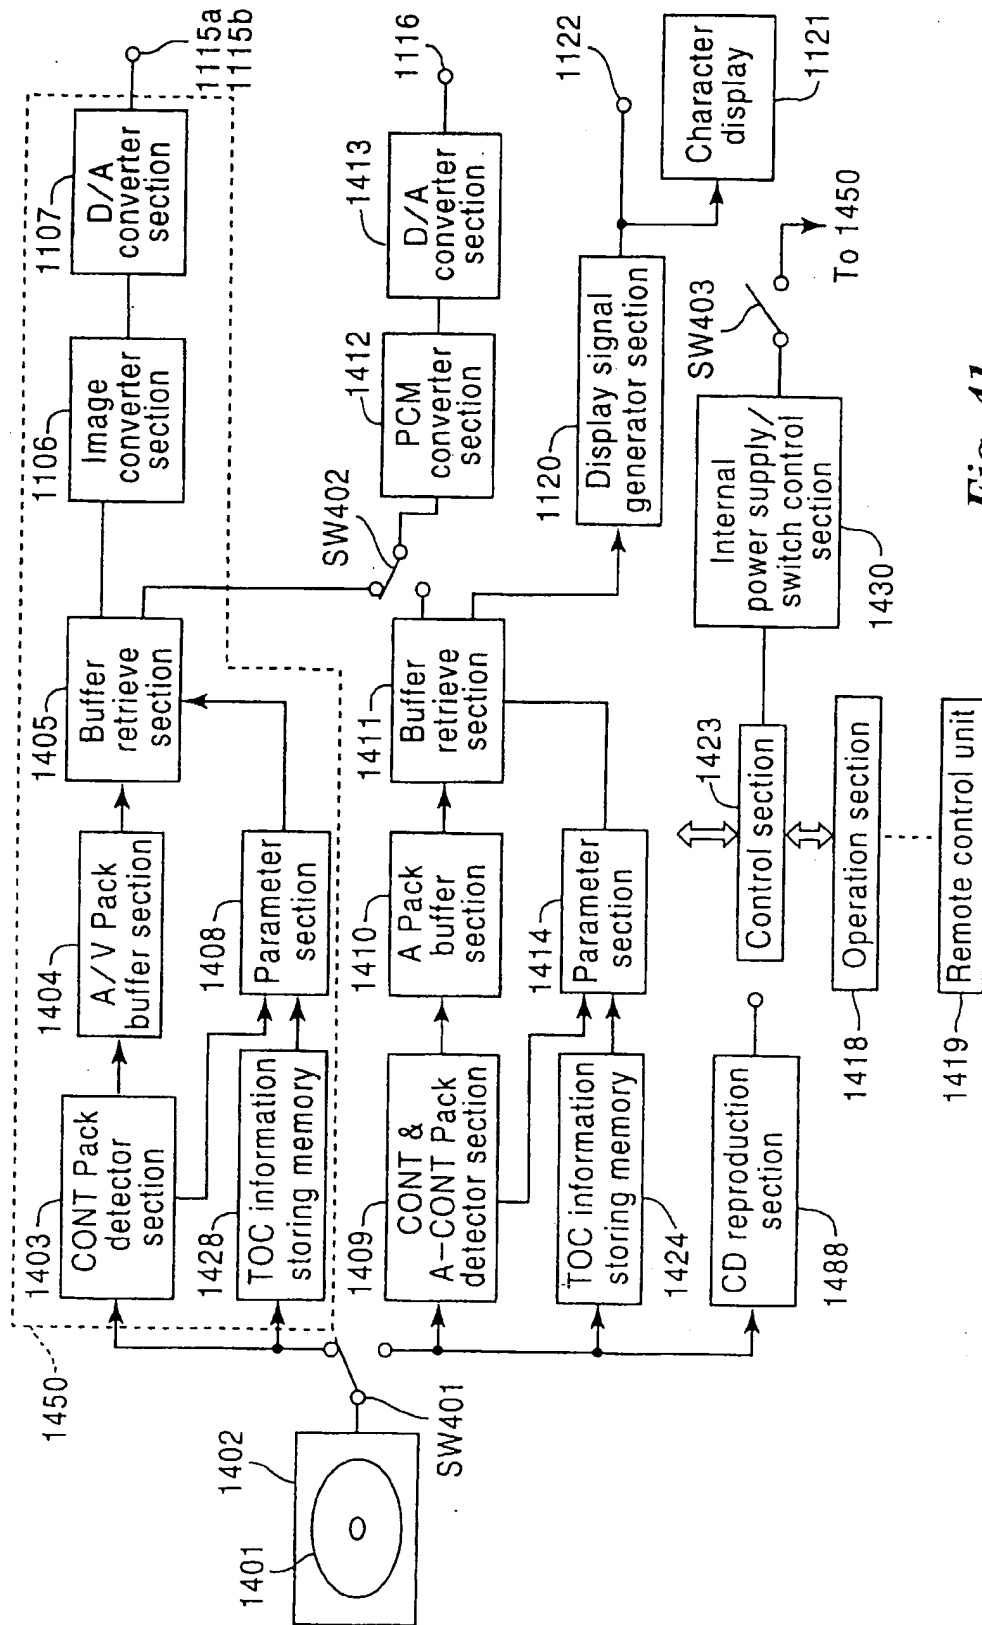 1450
1403
CONT Pack
detector
section
1404
A/V Pack
buffer section
1405
Buffer
retrieve
section
1106
Image
converter
section
1107
D/A
converter
section
1115a
1115b
1428
TOC information
storing memory
1408
Parameter
section
SW402
1412
PCM
converter
section
1413
D/A
converter
section
1116
1401
1402
SW401
1409
CONT &
A-CONT Pack
detector section
1410
A Pack
buffer
section
1411
Buffer
retrieve
section
1120
Display signal
generator section
1122
Character
display
1121
TOC information
storing memory
1424
1414
Parameter
section
CD reproduction
section
1488
1423
Control section
Operation section
1418
Remote control unit
1419
Internal
power supply/
switch control
section
1430
SW403
To 1450